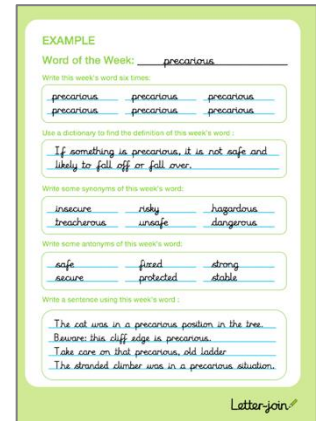 EXAMPLE
Word of the Week: precarious
Write this week's word six times:
precarious precarious precarious
precarious precarious precarious
Use a dictionary to find the definition of this week's word :
If something is precarious, it is not safe and
likely to fall off or fall over.
Write some synonyms of this week's word:
insecure risky hazardous
treacherous unsafe dangerous
Write some antonyms of this week's word:
safe fixed strong
secure protected stable
Write a sentence using this week's word :
The cat was in a precarious position in the tree.
Beware: this cliff edge is precarious.
Take care on that precarious, old ladder
The stranded climber was in a precarious situation.
Letter-join